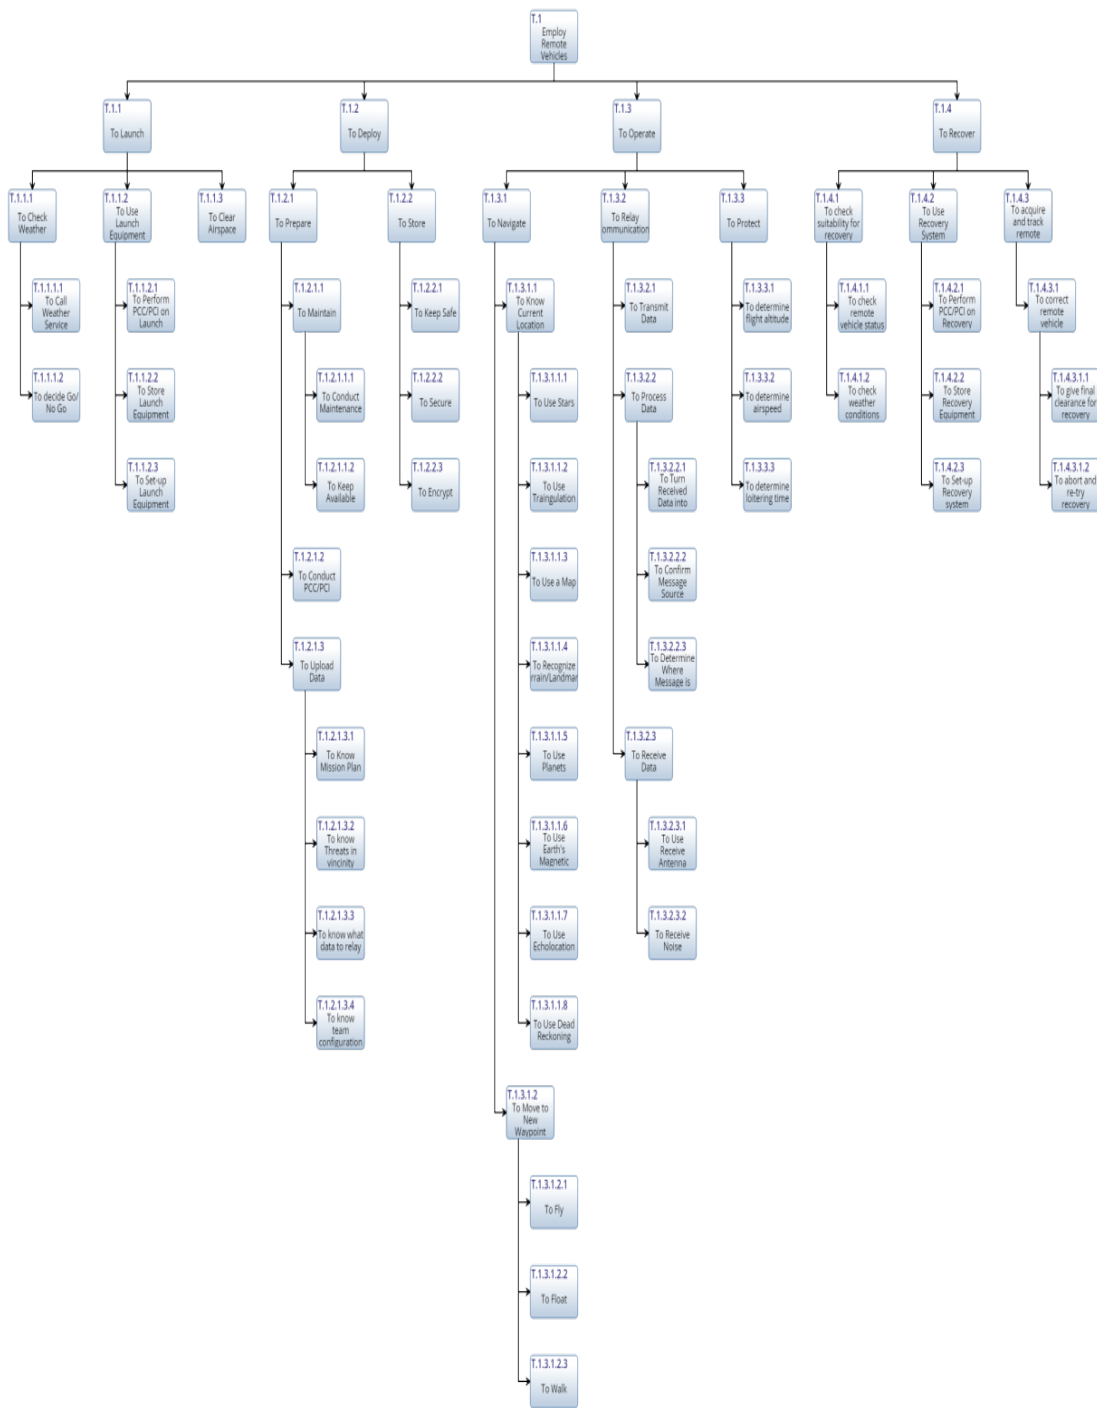 T.1
Employ
Remote
Vehicles
T.1.1
To Launch
T.1.2
To Deploy
T.1.3
To Operate
T.1.4
To Recover
T.1.1.1
To Check
Weather
T.1.1.2
To Use
Launch
Equipment
T.1.1.3
To Clear
Airspace
T.1.2.1
To Prepare
T.1.2.2
To Store
T.1.3.1
To Navigate
T.1.3.2
To Relay
ommunication
T.1.3.3
To Protect
T.1.4.1
To check
suitability for
recovery
T.1.4.2
To Use
Recovery
System
T.1.4.3
To acquire
and track
remote
T.1.1.1.1
To Call
Weather
Service
T.1.1.2.1
To Perform
PCC/PCI on
Launch
T.1.2.1.1
To Maintain
T.1.2.2.1
To Keep Safe
T.1.3.1.1
To Know
Current
Location
T.1.3.2.1
To Transmit
Data
T.1.3.3.1
To determine
flight altitude
T.1.4.1.1
To check
remote
vehicle status
T.1.4.2.1
To Perform
PCC/PCI on
Recovery
T.1.4.3.1
To correct
remote
vehicle
T.1.1.1.2
To decide Go/
No Go
T.1.1.2.2
To Store
Launch
Equipment
T.1.2.1.1.1
To Conduct
Maintenance
T.1.2.2.2
To Secure
T.1.3.1.1.1
To Use Stars
T.1.3.2.2
To Process
Data
T.1.3.3.2
To determine
airspeed
T.1.4.1.2
To check
weather
conditions
T.1.4.2.2
To Store
Recovery
Equipment
T.1.4.3.1.1
To give final
clearance for
recovery
T.1.1.2.3
To Set-up
Launch
Equipment
T.1.2.1.1.2
To Keep
Available
T.1.2.2.3
To Encrypt
T.1.3.1.1.2
To Use
Traingulation
T.1.3.2.2.1
To Turn
Received
Data into
T.1.3.3.3
To determine
loitering time
T.1.4.2.3
To Set-up
Recovery
system
T.1.4.3.1.2
To abort and
re-try
recovery
T.1.2.1.2
To Conduct
PCC/PCI
T.1.3.1.1.3
To Use a Map
T.1.3.2.2.2
To Confirm
Message
Source
T.1.2.1.3
To Upload
Data
T.1.3.1.1.4
To Recognize
rrain/Landmar
T.1.3.2.2.3
To Determine
Where
Message is
T.1.2.1.3.1
To Know
Mission Plan
T.1.3.1.1.5
To Use
Planets
T.1.3.2.3
To Receive
Data
T.1.2.1.3.2
To know
Threats in
vincinity
T.1.3.1.1.6
To Use
Earth's
Magnetic
T.1.3.2.3.1
To Use
Receive
Antenna
T.1.2.1.3.3
To know what
data to relay
T.1.3.1.1.7
To Use
Echolocation
T.1.3.2.3.2
To Receive
Noise
T.1.2.1.3.4
To know
team
configuration
T.1.3.1.1.8
To Use Dead
Reckoning
T.1.3.1.2
To Move to
New
Waypoint
T.1.3.1.2.1
To Fly
T.1.3.1.2.2
To Float
T.1.3.1.2.3
To Walk